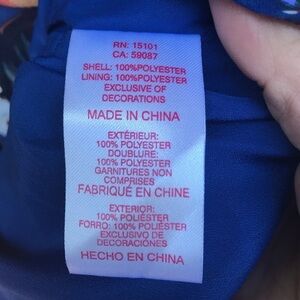 RN: 15101
CA: 59087
SHELL: 100%POLYESTER
LINING: 100%POLYESTER
EXCLUSIVE OF
DECORATIONS
MADE IN CHINA
EXTÉRIEUR:
100% POLYESTER
DOUBLURE:
100% POLYESTER
GARNITURES NON
COMPRISES
FABRIQUÉ EN CHINE
EXTERIOR:
100% POLIÉSTER
FORRO: 100% POLIÉSTER
EXCLUSIVO DE
DECORACIÓNES
HECHO EN CHINA